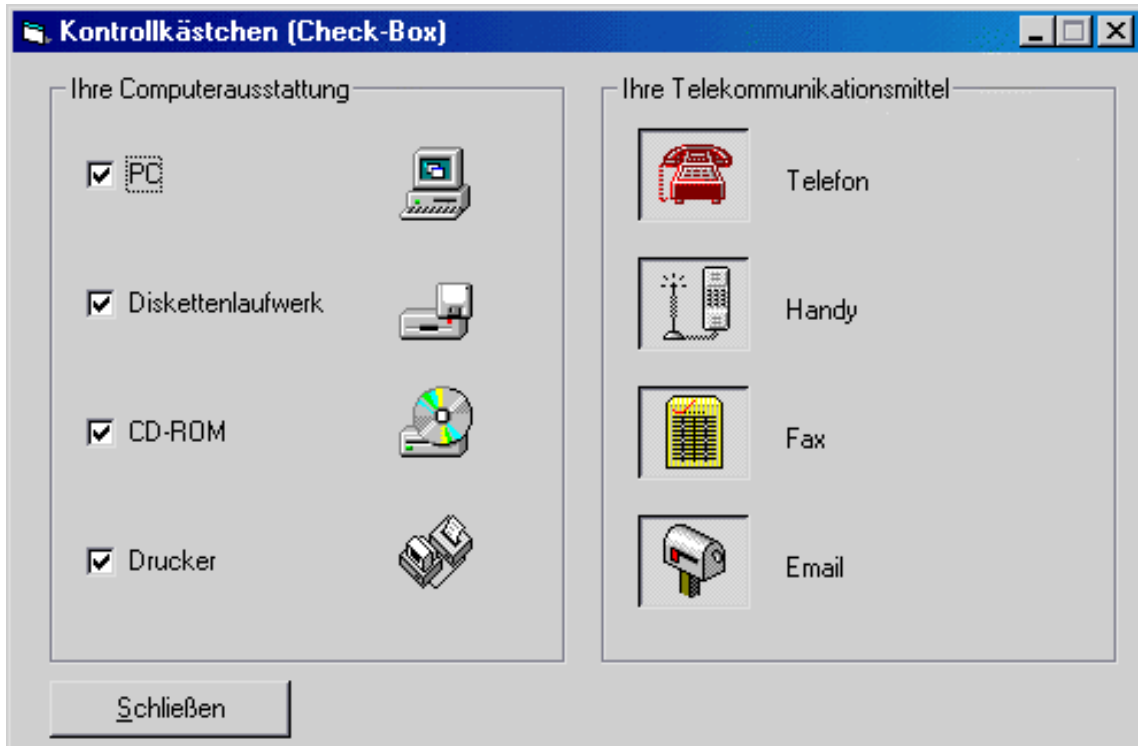 Kontrollkästchen (Check-Box)
Ihre Computerausstattung
PC
Diskettenlaufwerk
CD-ROM
Drucker
Ihre Telekommunikationsmittel
Telefon
Handy
Fax
Email
Schließen